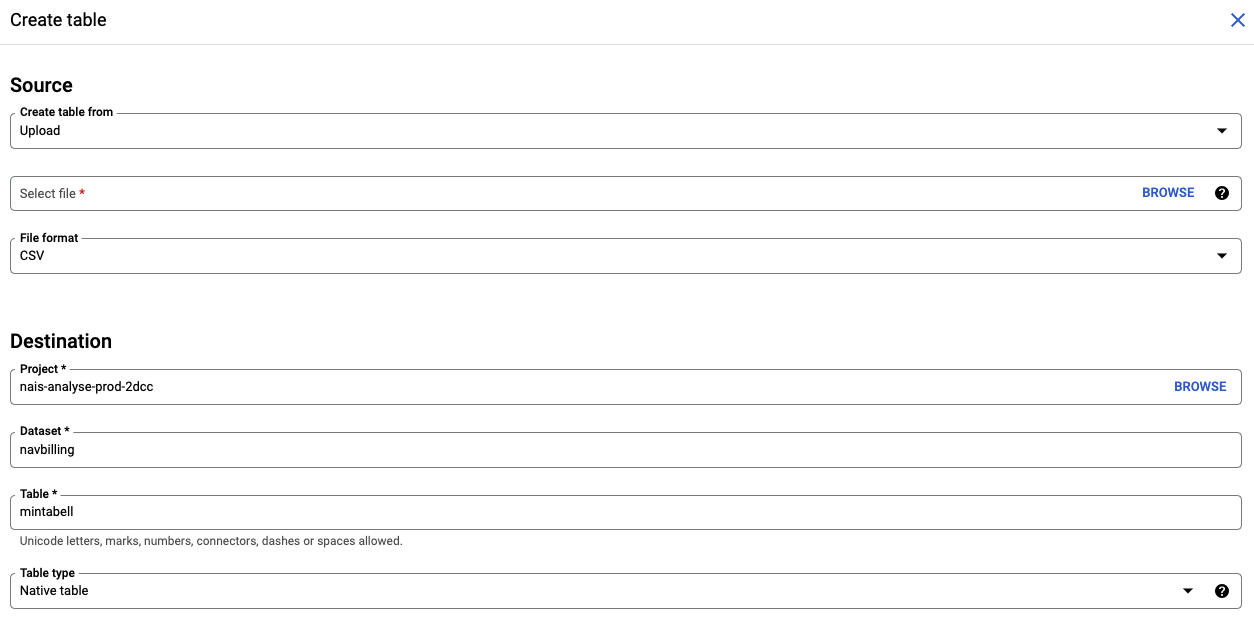 Create table
Source
Create table from
Upload
Select file *
BROWSE
File format
CSV
Destination
Project *
nais-analyse-prod-2dcc
BROWSE
Dataset *
navbilling
Table *
mintabell
Unicode letters, marks, numbers, connectors, dashes or spaces allowed.
Table type
Native table